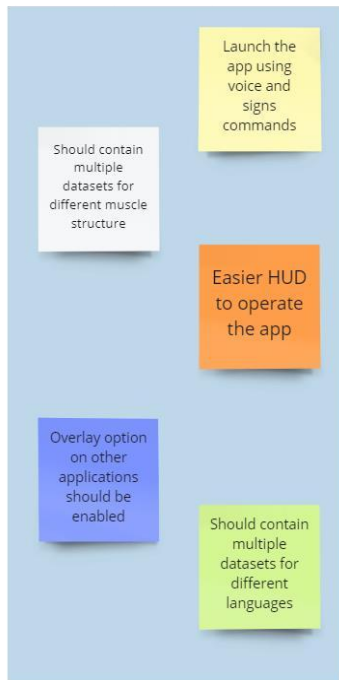 Launch the
app using
voice and
signs
commands
Should contain
multiple
datasets for
different muscle
structure
Easier HUD
to operate
the app
Overlay option
on other
applications
should be
enabled
Should contain
multiple
datasets for
different
languages